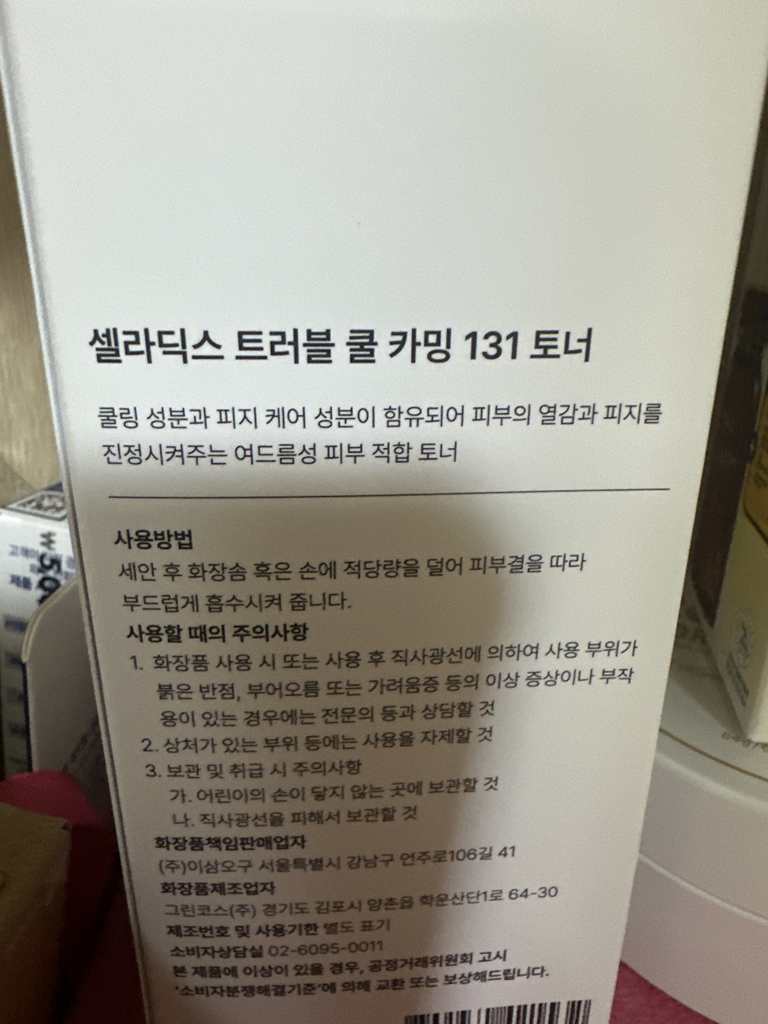 셀라딕스 트러블 쿨 카밍 131 토너
쿨링 성분과 피지 케어 성분이 함유되어 피부의 열감과 피지를
진정시켜주는 여드름성 피부 적합 토너
사용방법
세안 후 화장솜 혹은 손에 적당량을 덜어 피부결을 따라
부드럽게 흡수시켜 줍니다.
사용할 때의 주의사항
1. 화장품 사용 시 또는 사용 후 직사광선에 의하여 사용 부위가
붉은 반점, 부어오름 또는 가려움증 등의 이상 증상이나 부작
용이 있는 경우에는 전문의 등과 상담할 것
2. 상처가 있는 부위 등에는 사용을 자제할 것
3. 보관 및 취급 시 주의사항
가. 어린이의 손이 닿지 않는 곳에 보관할 것
나. 직사광선을 피해서 보관할 것
화장품책임판매업자
(주)이삼오구 서울특별시 강남구 언주로106길 41
화장품제조업자
그린코스(주) 경기도 김포시 양촌읍 학운산단1로 64-30
제조번호 및 사용기한 별도 표기
소비자상담실 02-6095-0011
본 제품에 이상이 있을 경우, 공정거래위원회 고시
'소비자분쟁해결기준'에 의해 교환 또는 보상해드립니다.